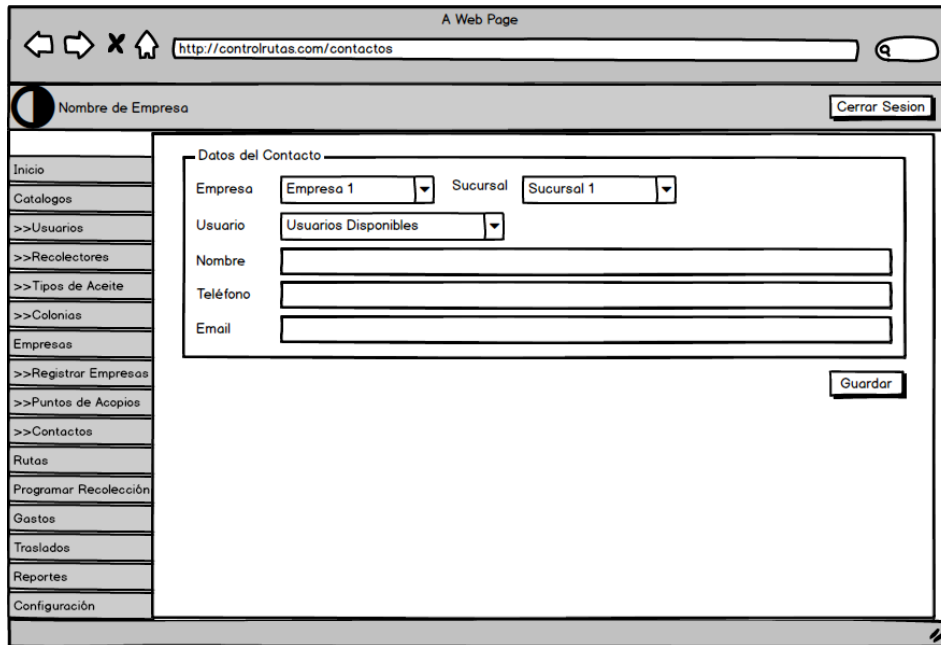 A Web Page
http://controlrutas.com/contactos
Nombre de Empresa
Cerrar Sesion
Inicio
Catalogos
>>Usuarios
>>Recolectores
>>Tipos de Aceite
>>Colonias
Empresas
>>Registrar Empresas
>>Puntos de Acopios
>>Contactos
Rutas
Programar Recolección
Gastos
Traslados
Reportes
Configuración
Datos del Contacto
Empresa Empresa 1 Sucursal Sucursal 1
Usuario Usuarios Disponibles
Nombre
Teléfono
Email
Guardar